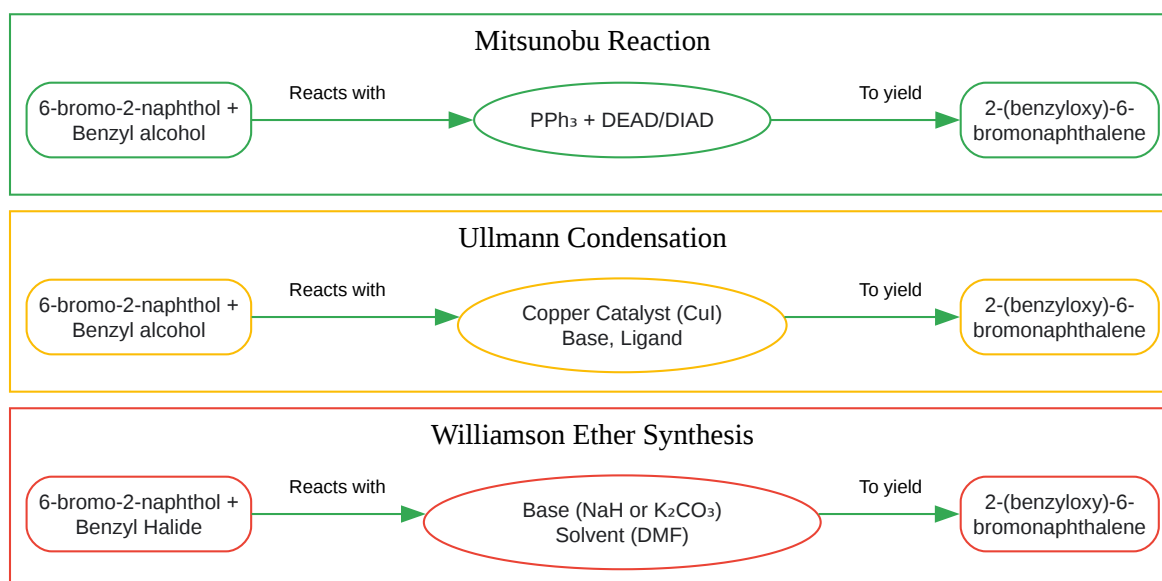 Mitsunobu Reaction
6-bromo-2-naphthol +
Benzyl alcohol
Reacts with
PPh₃ + DEAD/DIAD
To yield
2-(benzyloxy)-6-
bromonaphthalene
Ullmann Condensation
6-bromo-2-naphthol +
Benzyl alcohol
Reacts with
Copper Catalyst (CuI)
Base, Ligand
To yield
2-(benzyloxy)-6-
bromonaphthalene
Williamson Ether Synthesis
6-bromo-2-naphthol +
Benzyl Halide
Reacts with
Base (NaH or K₂CO₃)
Solvent (DMF)
To yield
2-(benzyloxy)-6-
bromonaphthalene